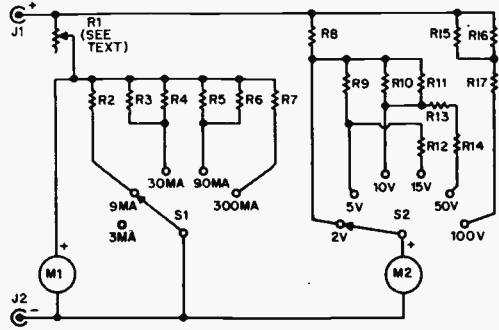 +
J1
R1
(SEE
TEXT)
R8
R15
R16
R2
R3
R4
R5
R6
R7
R9
R10
R11
R17
R13
R12
R14
30MA
90MA
10V
15V
9MA
S1
300MA
5V
50V
3MA
2V
S2
100V
+
M1
+
M2
J2
−